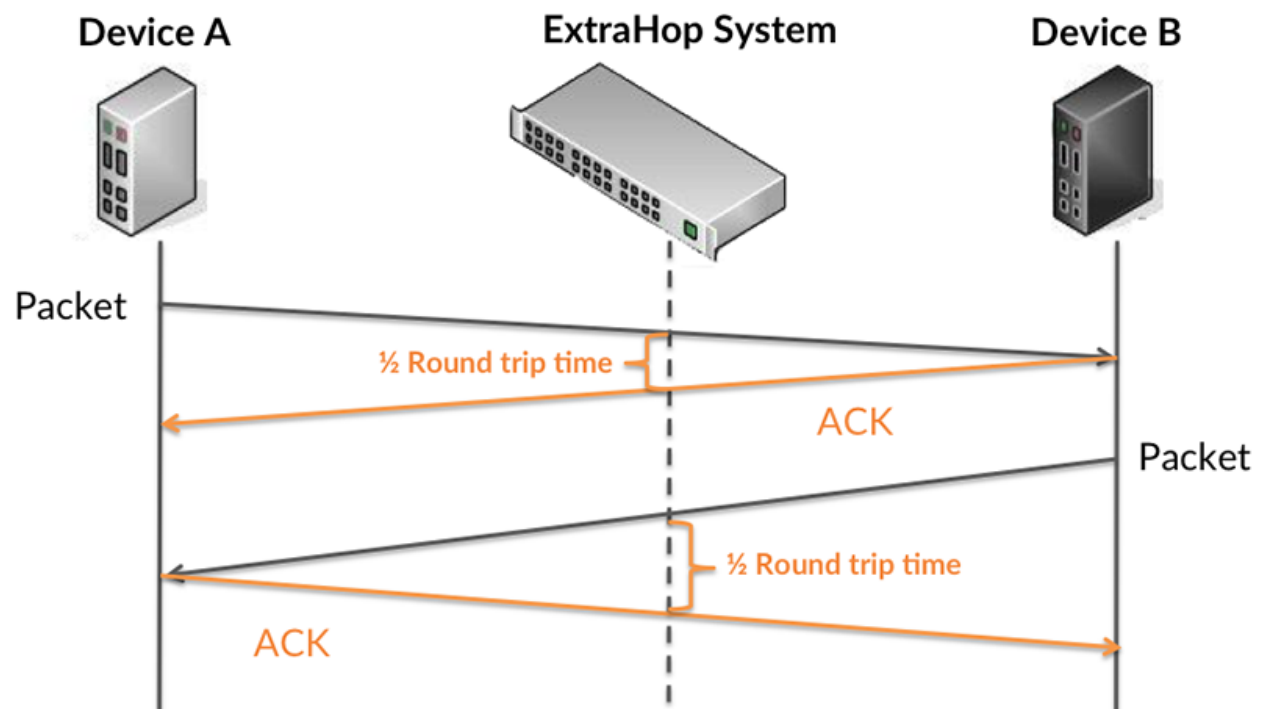 Device A
ExtraHop System
Device B
Packet
½ Round trip time
ACK
Packet
½ Round trip time
ACK